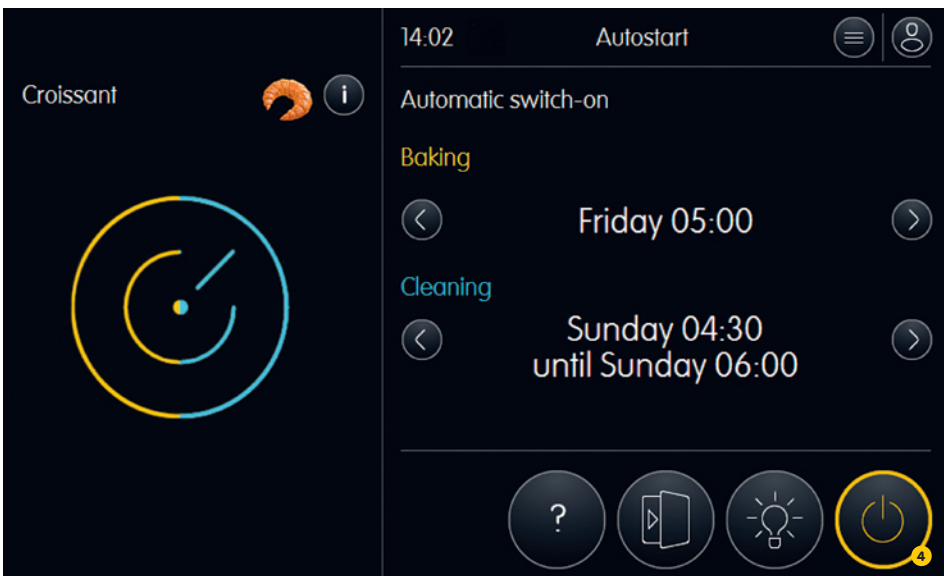 Croissant
i
14:02 Autostart
Automatic switch-on
Baking
Friday 05:00
Cleaning
Sunday 04:30
until Sunday 06:00
?
4